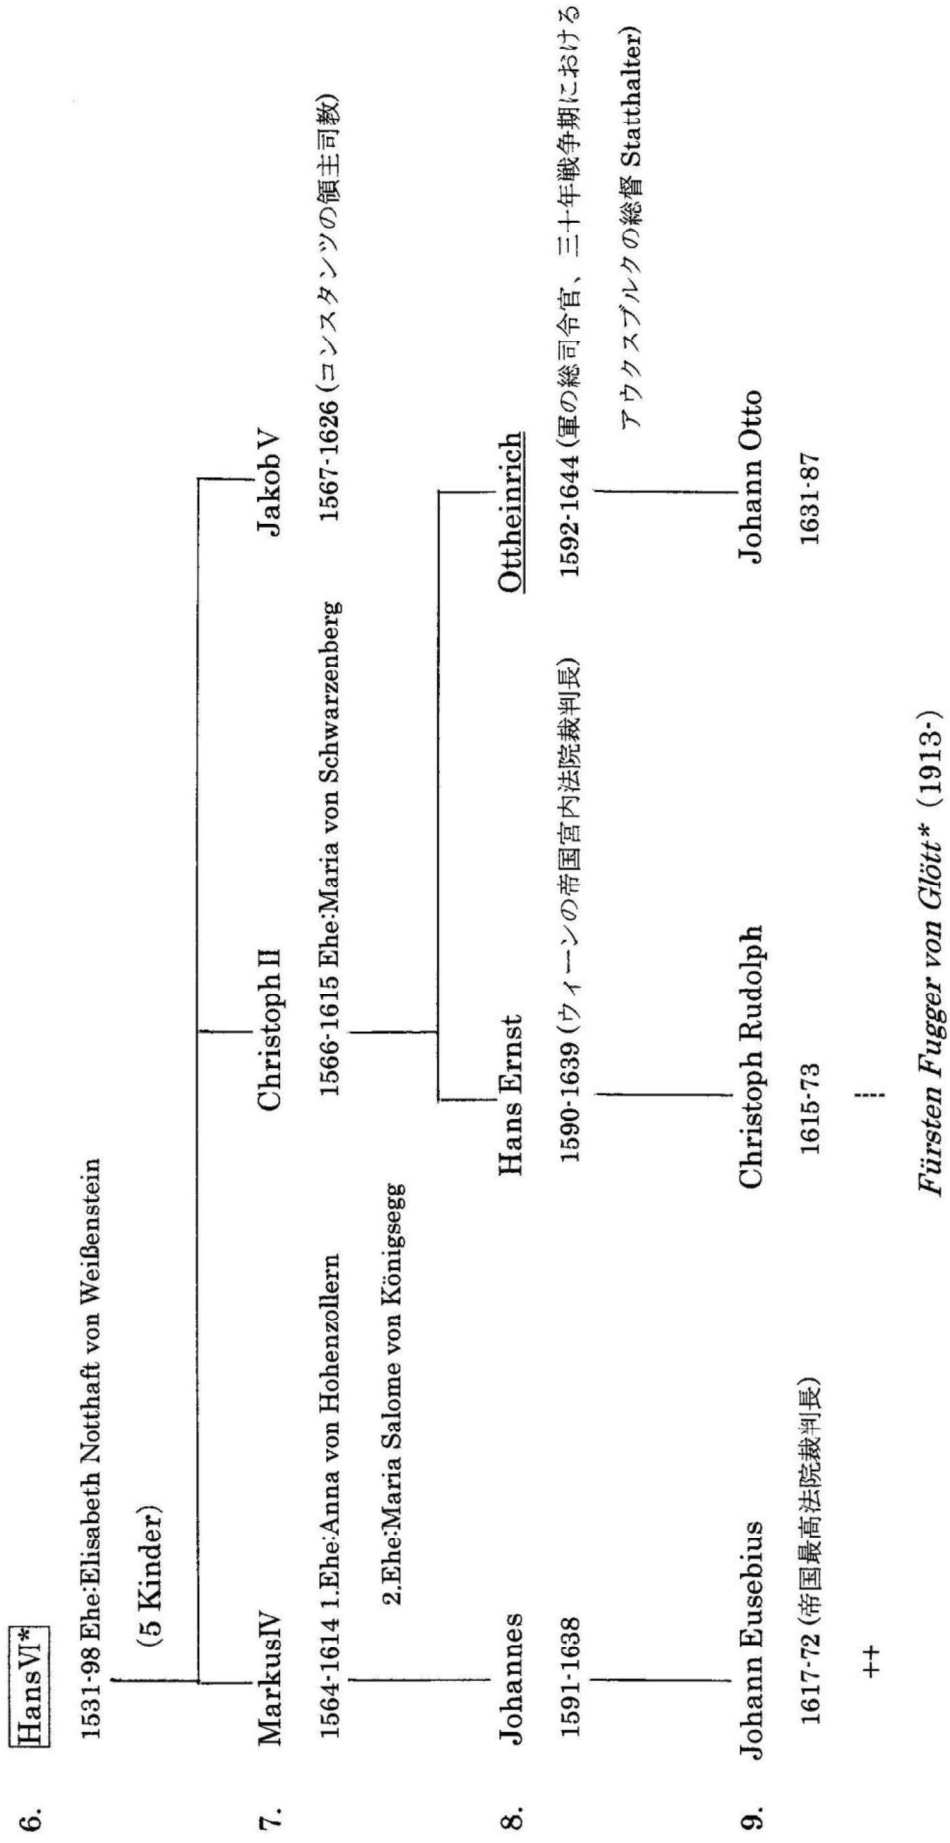 6.
Hans VI*
1531-98 Ehe:Elisabeth Notthaft von Weißenstein
(5 Kinder)
7.
MarkusIV
Christoph II
Jakob V
1564-1614 1.Ehe:Anna von Hohenzollern
1566-1615 Ehe:Maria von Schwarzenberg
1567-1626 (コンスタンツの領主司教)
2.Ehe:Maria Salome von Königsegg
8.
Johannes
Hans Ernst
Ottheinrich
1591-1638
1590-1639 (ウィーンの帝国宮内法院裁判長)
1592-1644 (軍の総司令官、三十年戦争期における
アウクスブルクの総督 Statthalter)
9.
Johann Eusebius
Christoph Rudolph
Johann Otto
1617-72 (帝国最高法院裁判長)
1615-73
1631-87
++
Fürsten Fugger von Glött* (1913-)